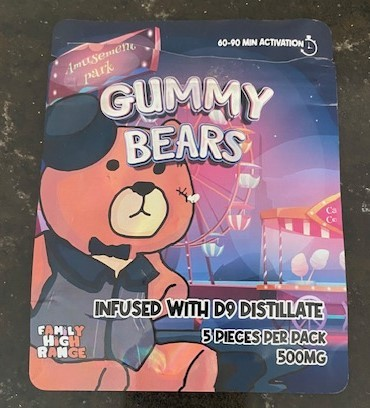 60-90 MIN ACTIVATION
Amusement
park
GUMMY
BEARS
INFUSED WITH D9 DISTILLATE
5 PIECES PER PACK
500MG
FAMILY
HIGH
RANGE